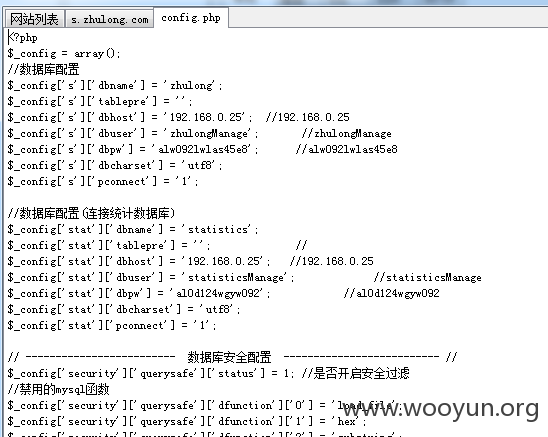 网站列表 s.zhulong.com config.php
<?php
$_config = array();
//数据库配置
$_config['s']['dbname'] = 'zhulong';
$_config['s']['tablepre'] = '';
$_config['s']['dbhost'] = '192.168.0.25'; //192.168.0.25
$_config['s']['dbuser'] = 'zhulongManage'; //zhulongManage
$_config['s']['dbpw'] = 'alw092lwlas45e8'; //alw092lwlas45e8
$_config['s']['dbcharset'] = 'utf8';
$_config['s']['pconnect'] = '1';
//数据库配置(连接统计数据库)
$_config['stat']['dbname'] = 'statistics';
$_config['stat']['tablepre'] = ''; //
$_config['stat']['dbhost'] = '192.168.0.25'; //192.168.0.25
$_config['stat']['dbuser'] = 'statisticsManage'; //statisticsManage
$_config['stat']['dbpw'] = 'al0d124wgyw092'; //al0d124wgyw092
$_config['stat']['dbcharset'] = 'utf8';
$_config['stat']['pconnect'] = '1';
// ------------------------- 数据库安全配置 -------------------------- //
$_config['security']['querysafe']['status'] = 1; //是否开启安全过滤
//禁用的mysql函数
$_config['security']['querysafe']['dfunction']['0'] = 'load_file';
$_config['security']['querysafe']['dfunction']['1'] = 'hex';
www.wooyun.org